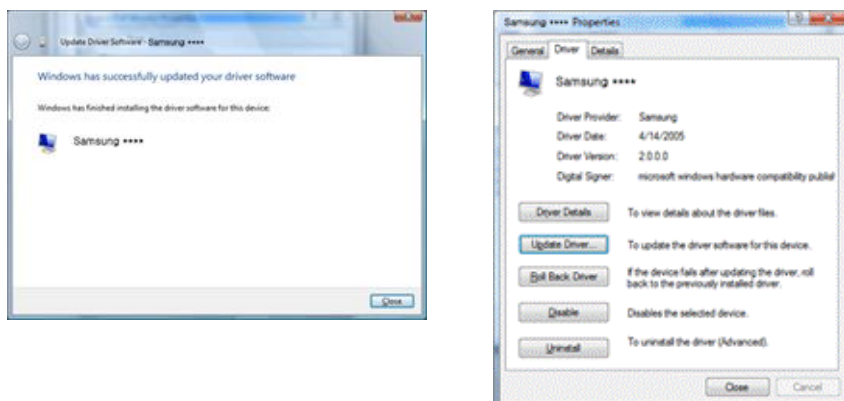 Update Driver Software - Samsung ****
Windows has successfully updated your driver software
Windows has finished installing the driver software for this device:
Samsung ****
Close
Samsung **** Properties
General Driver Details
Samsung ****
Driver Provider: Samsung
Driver Date: 4/14/2005
Driver Version: 2.0.0.0
Digital Signer: microsoft windows hardware compatibility publis
Driver Details To view details about the driver files.
Update Driver... To update the driver software for this device.
Roll Back Driver If the device fails after updating the driver, roll
back to the previously installed driver.
Disable Disables the selected device.
Uninstall To uninstall the driver (Advanced).
Close Cancel